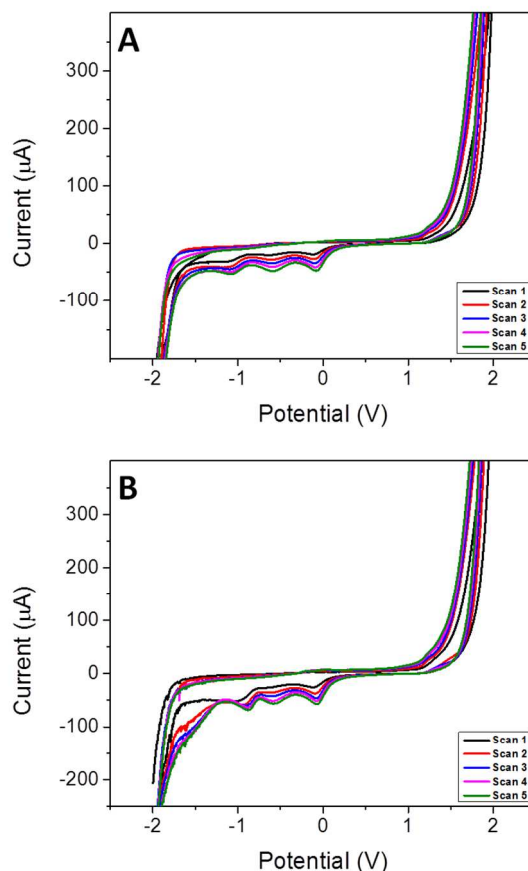 A
Current (µA)
300
200
100
0
-100
Scan 1
Scan 2
Scan 3
Scan 4
Scan 5
-2 -1 0 1 2
Potential (V)
B
Current (µA)
300
200
100
0
-100
-200
Scan 1
Scan 2
Scan 3
Scan 4
Scan 5
-2 -1 0 1 2
Potential (V)